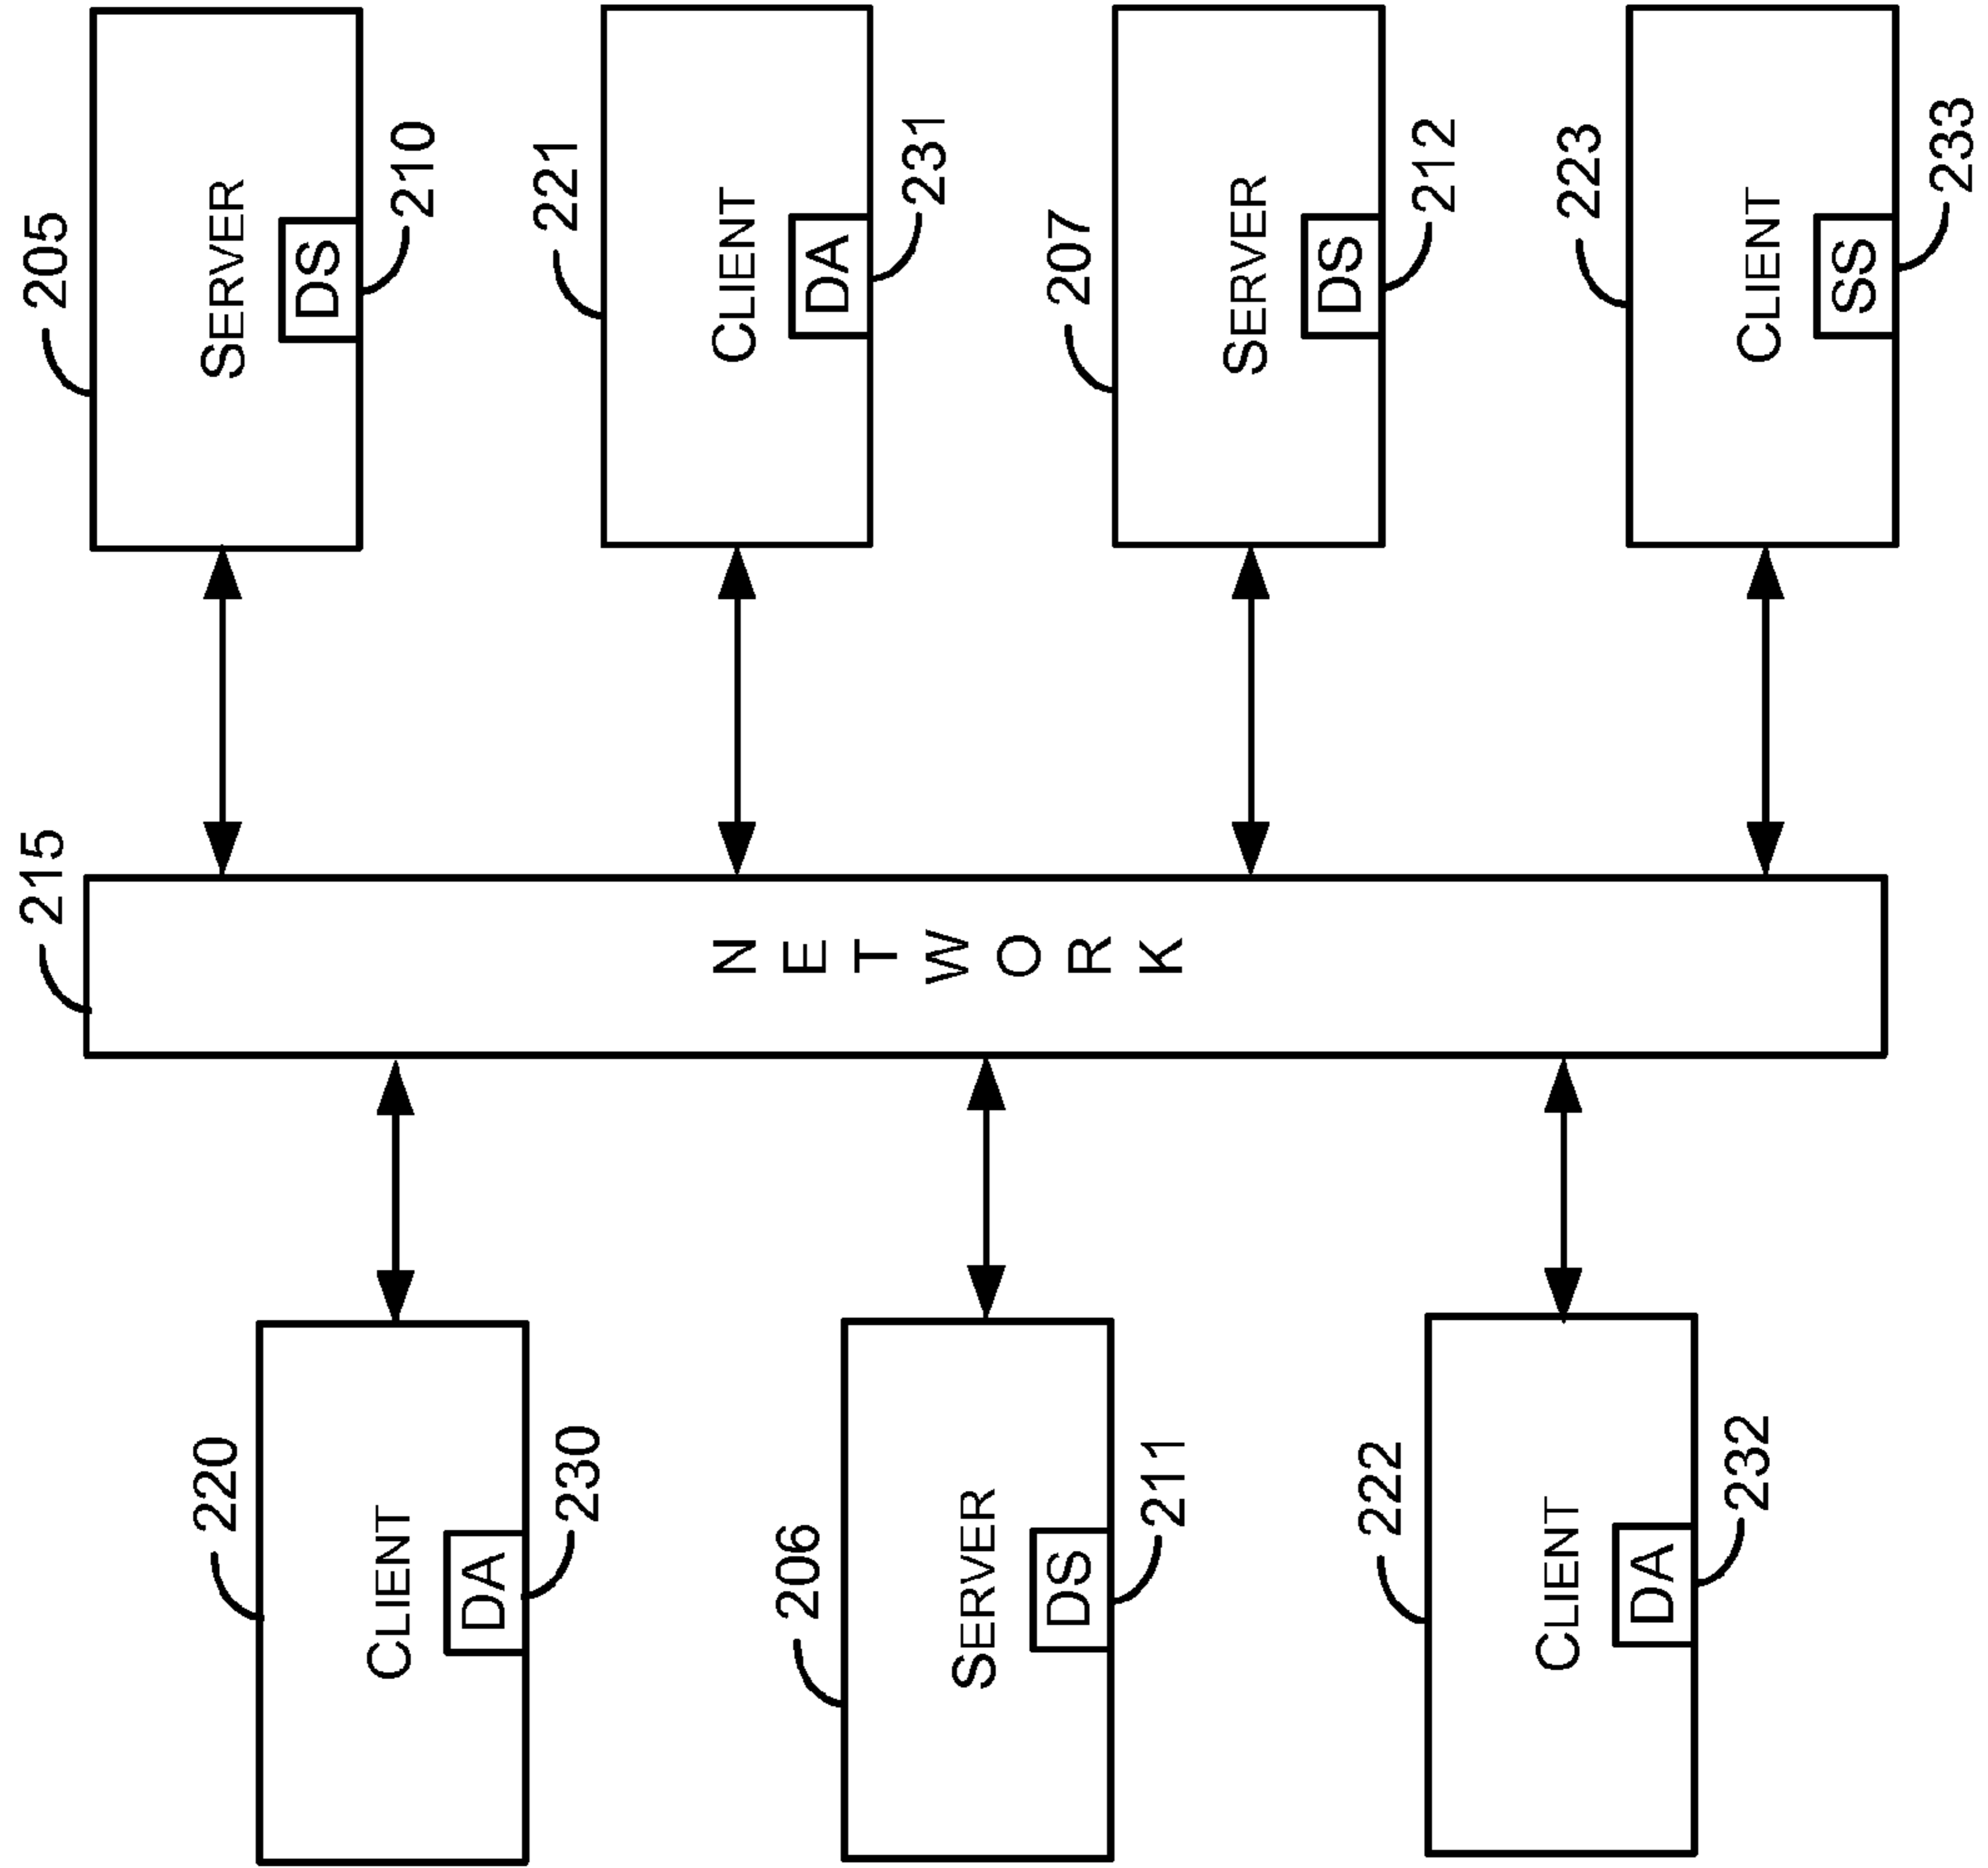 215
205
SERVER
DS
210
220
CLIENT
DA
230
221
CLIENT
DA
231
N
E
T
W
O
R
K
206
SERVER
DS
211
207
SERVER
DS
212
222
CLIENT
DA
232
223
CLIENT
SS
233